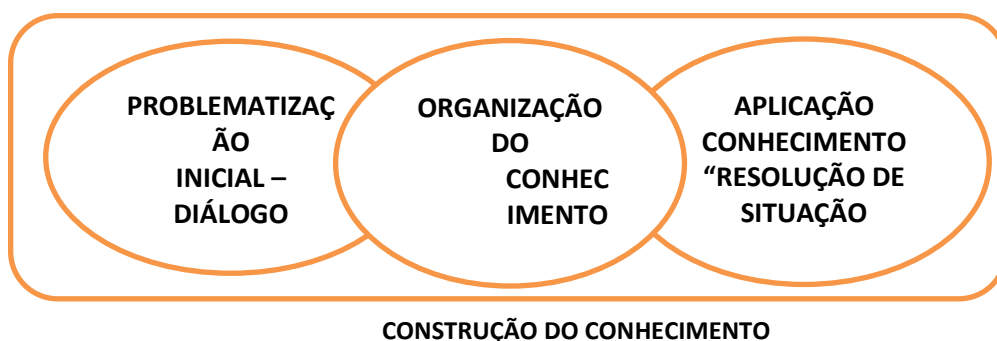 PROBLEMATIZAÇ
ÃO
INICIAL –
DIÁLOGO
ORGANIZAÇÃO
DO
CONHEC
IMENTO
APLICAÇÃO
CONHECIMENTO
“RESOLUÇÃO DE
SITUAÇÃO
CONSTRUÇÃO DO CONHECIMENTO